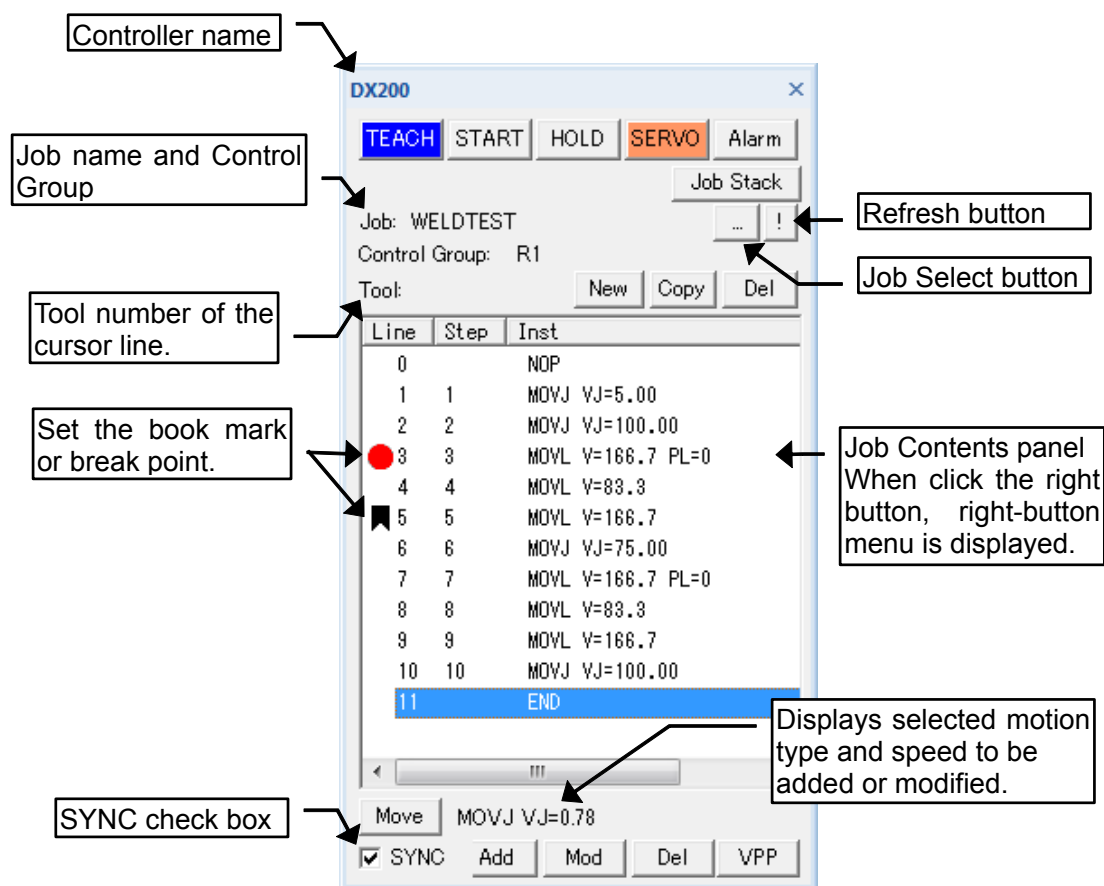 Controller name
DX200
TEACH START HOLD SERVO Alarm
Job name and Control
Group
Job Stack
Job: WELDTEST ... !
Refresh button
Control Group: R1
Job Select button
Tool: New Copy Del
Tool number of the
cursor line.
Line Step Inst
0 NOP
1 1 MOVJ VJ=5.00
2 2 MOVJ VJ=100.00
Set the book mark
or break point.
3 3 MOVL V=166.7 PL=0
4 4 MOVL V=83.3
5 5 MOVL V=166.7
6 6 MOVJ VJ=75.00
7 7 MOVL V=166.7 PL=0
8 8 MOVL V=83.3
9 9 MOVL V=166.7
10 10 MOVJ VJ=100.00
11 END
Job Contents panel
When click the right
button, right-button
menu is displayed.
Displays selected motion
type and speed to be
added or modified.
Move MOVJ VJ=0.78
SYNC check box
SYNC Add Mod Del VPP